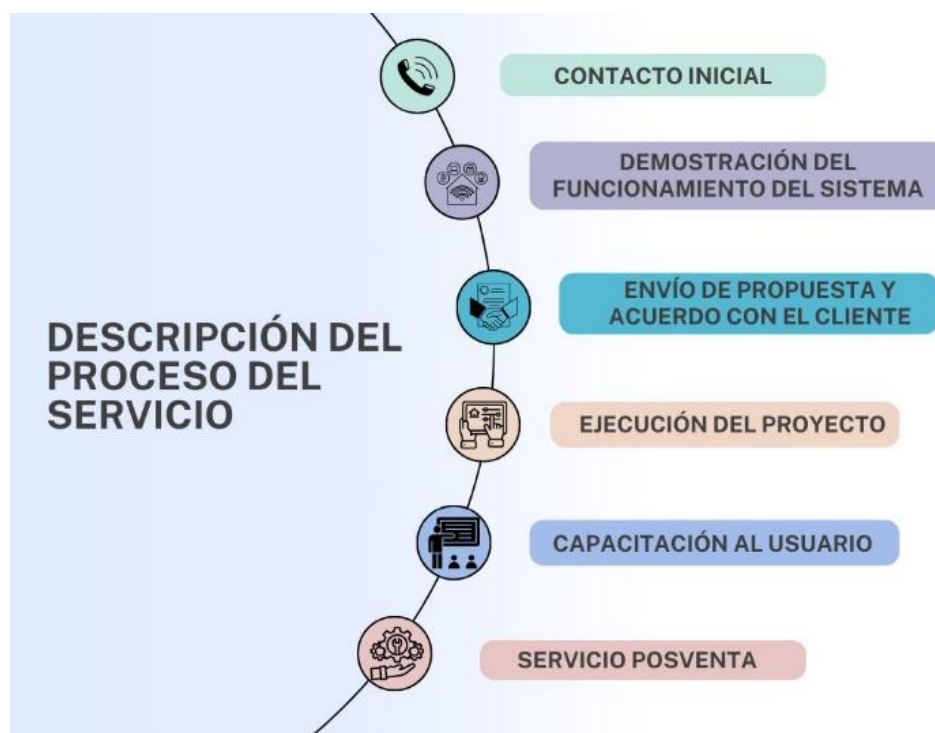 CONTACTO INICIAL
DEMOSTRACIÓN DEL
FUNCIONAMIENTO DEL SISTEMA
ENVÍO DE PROPUESTA Y
ACUERDO CON EL CLIENTE
DESCRIPCIÓN DEL
PROCESO DEL
SERVICIO
EJECUCIÓN DEL PROYECTO
CAPACITACIÓN AL USUARIO
SERVICIO POSVENTA